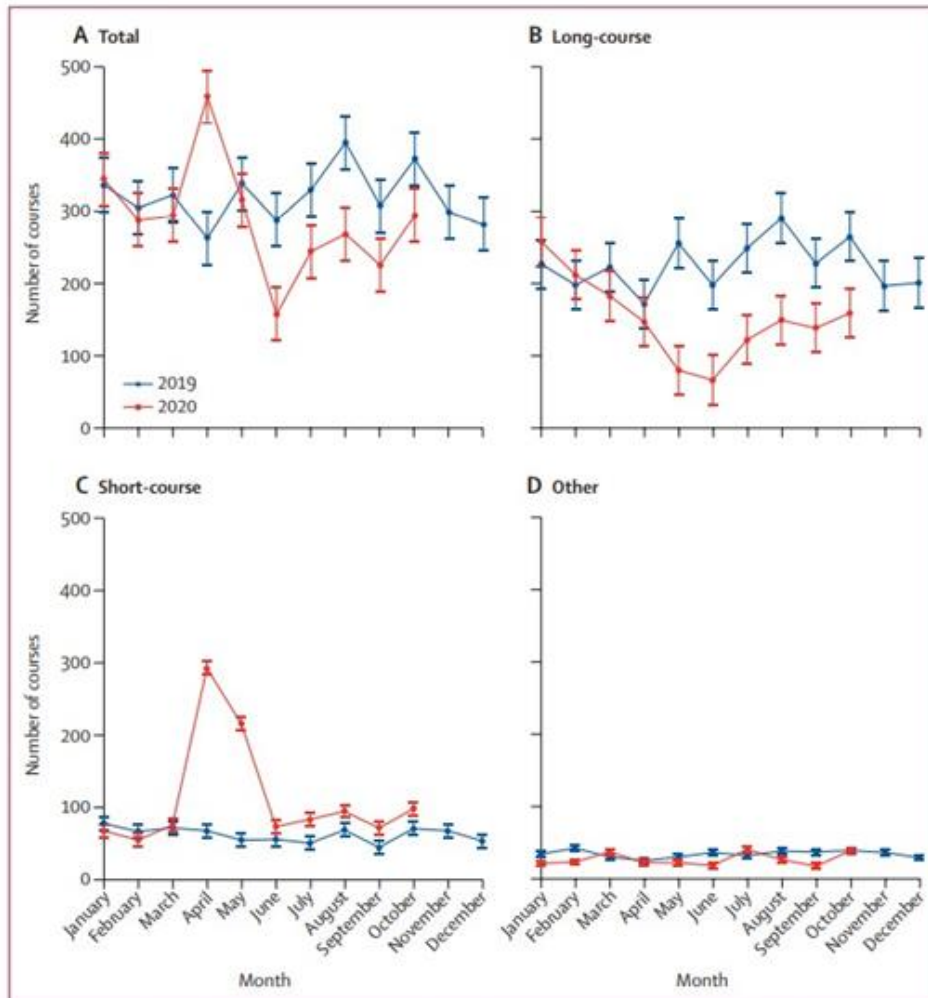 A Total
B Long-course
500
400
300
200
100
0
Number of courses
2019
2020
C Short-course
D Other
500
400
300
200
100
0
Number of courses
January
February
March
April
May
June
July
August
September
October
November
December
January
February
March
April
May
June
July
August
September
October
November
December
Month
Month